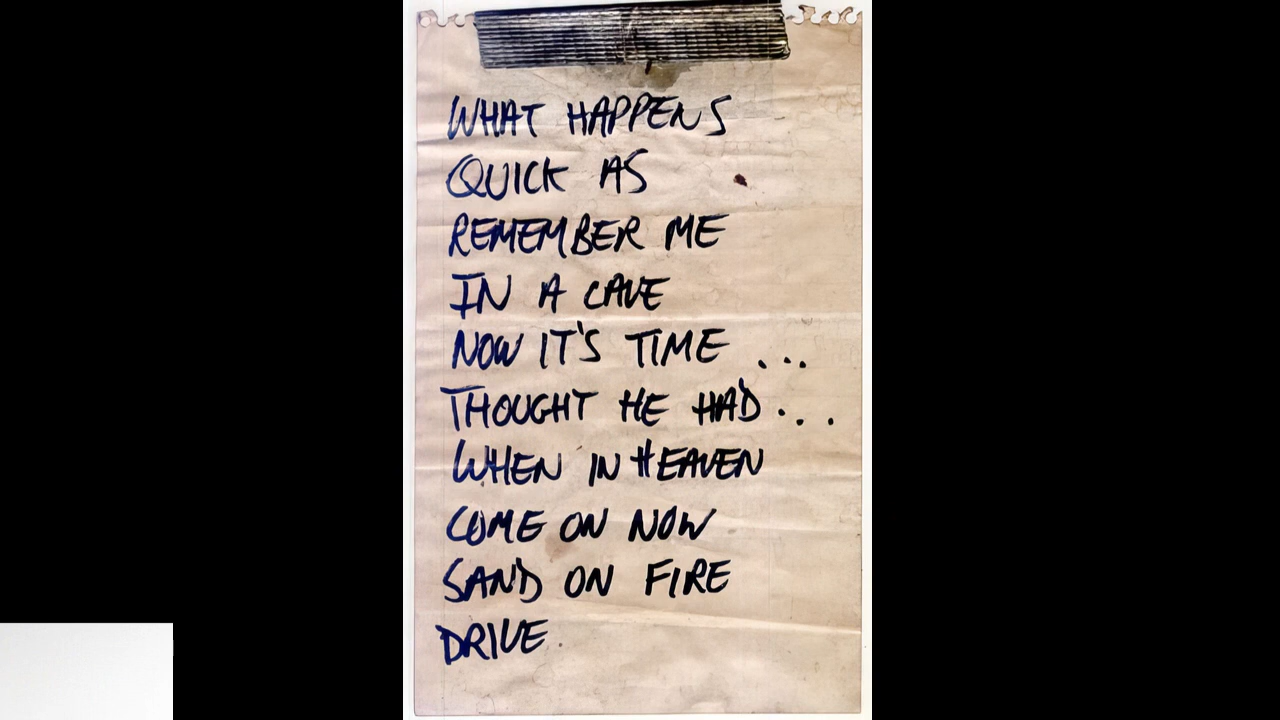 WHAT HAPPENS
QUICK AS
REMEMBER ME
IN A CAVE
NOW IT'S TIME ...
THOUGHT HE HAD ...
WHEN IN HEAVEN
COME ON NOW
SAND ON FIRE
DRIVE.